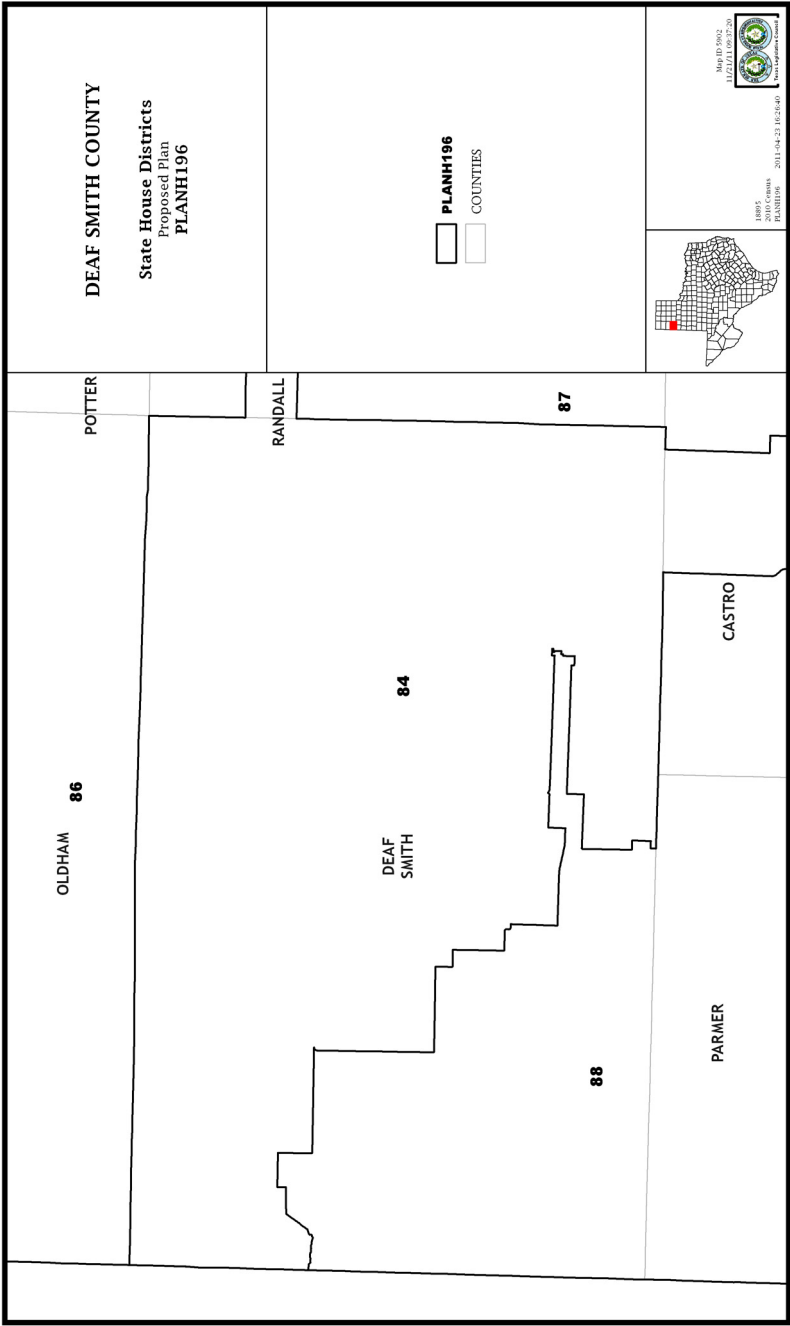 DEAF SMITH COUNTY
State House Districts
Proposed Plan
PLANH196
PLANH196
COUNTIES
Map ID 5902
11/21/11 09:37:20
Texas Legislative Council
18895
2010 Census
PLANH196
2011-04-23 16:26:40
POTTER
RANDALL
87
OLDHAM
86
84
DEAF
SMITH
88
CASTRO
PARMER